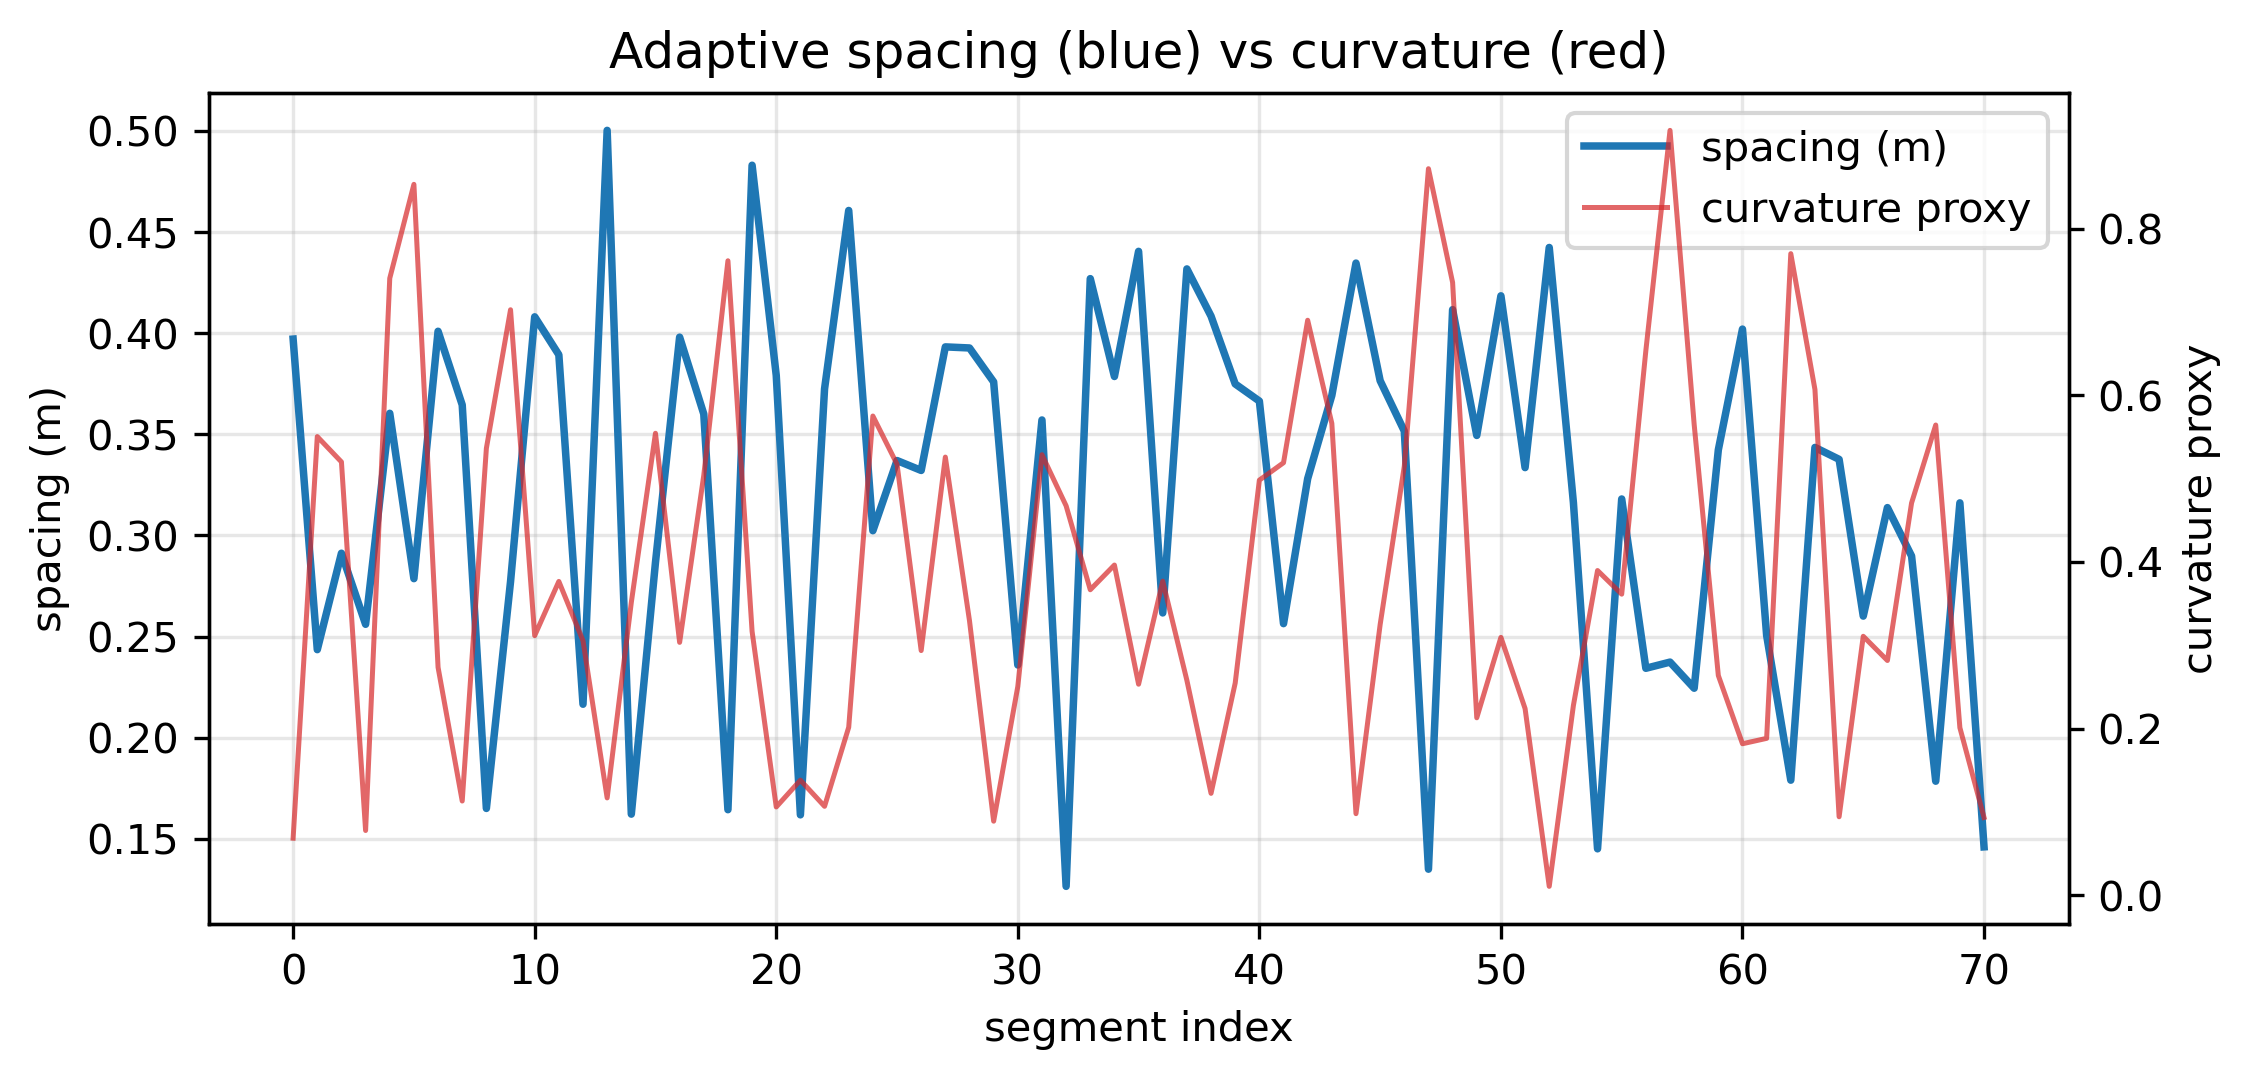 Adaptive spacing (blue) vs curvature (red)
spacing (m)
curvature proxy
0.50
0.45
0.40
0.35
0.30
0.25
0.20
0.15
spacing (m)
0.8
0.6
0.4
0.2
0.0
curvature proxy
0 10 20 30 40 50 60 70
segment index